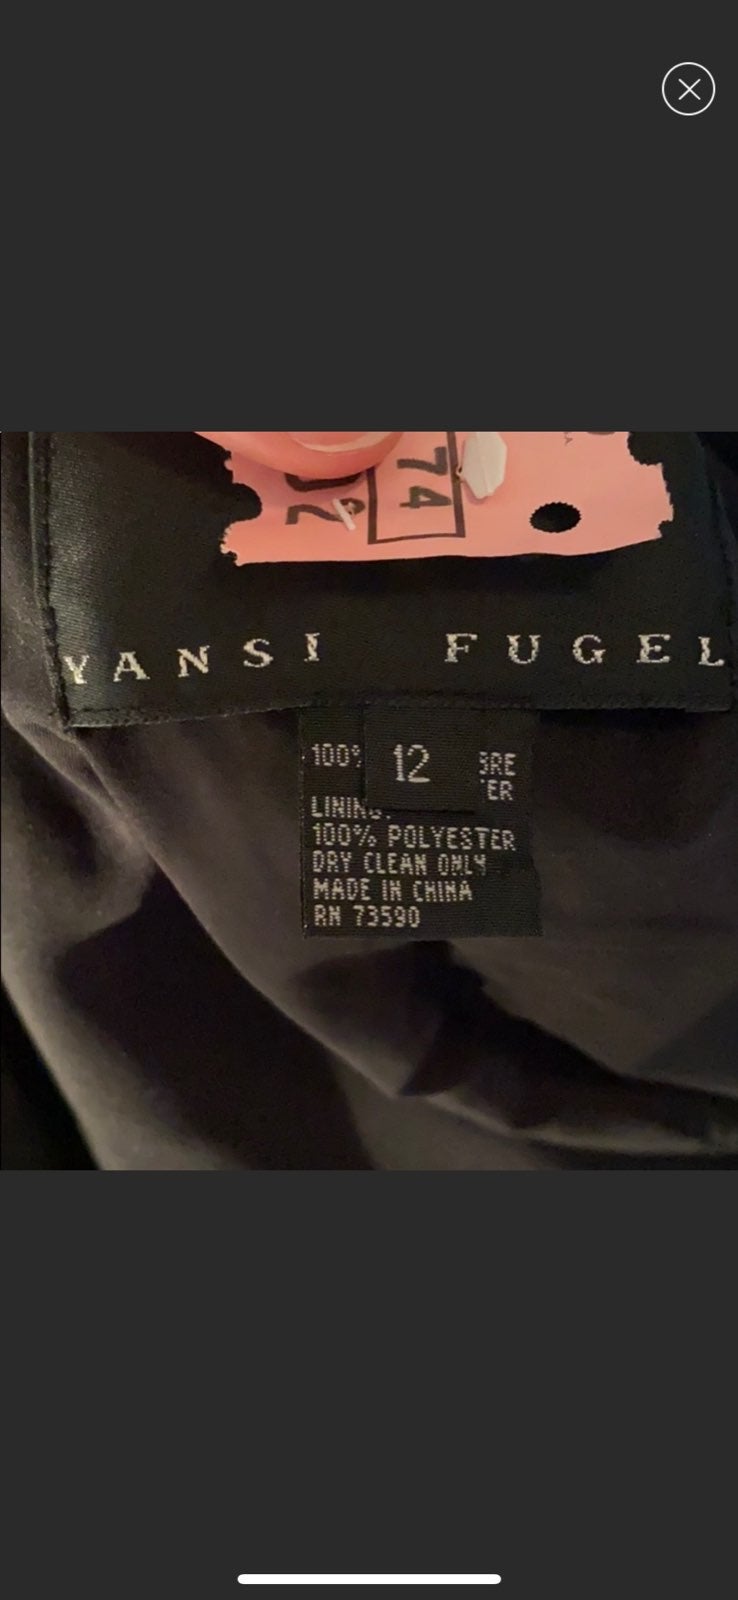 74
YANSI FUGEL
12
100%
LINING:
100% POLYESTER
DRY CLEAN ONLY
MADE IN CHINA
RN 73590